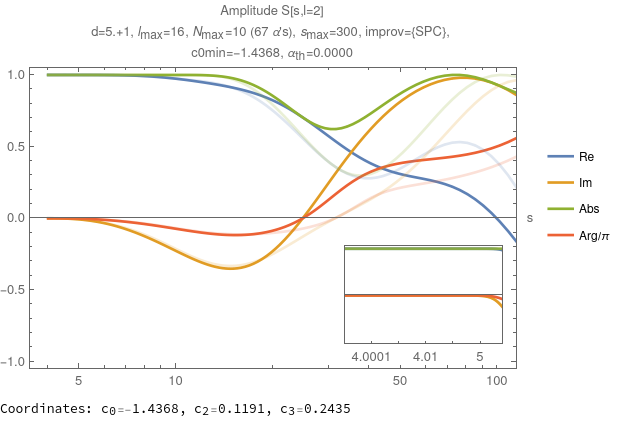 Amplitude S[s,l=2]
d=5.+1, lmax=16, Nmax=10 (67 α's), smax=300, improv={SPC},
c0min=−1.4368, αth=0.0000
1.0
0.5
0.0
−0.5
−1.0
5
10
50
100
s
4.0001
4.01
5
Re
Im
Abs
Arg/π
Coordinates: c0=-1.4368, c2=0.1191, c3=0.2435